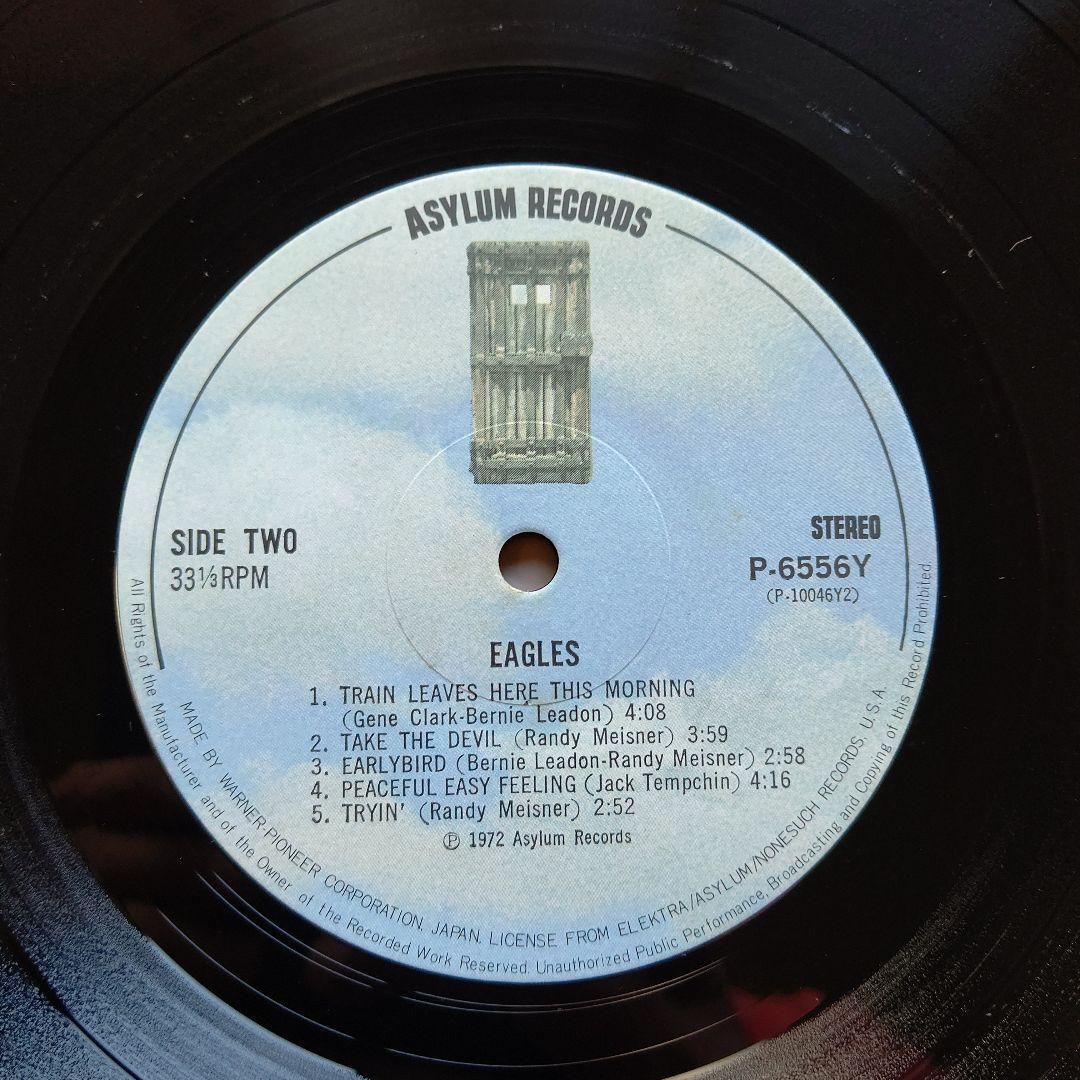 ASYLUM RECORDS
SIDE TWO
33⅓RPM
STEREO
P-6556Y
(P-10046Y2)
EAGLES
1. TRAIN LEAVES HERE THIS MORNING
(Gene Clark-Bernie Leadon) 4:08
2. TAKE THE DEVIL (Randy Meisner) 3:59
3. EARLYBIRD (Bernie Leadon-Randy Meisner) 2:58
4. PEACEFUL EASY FEELING (Jack Tempchin) 4:16
5. TRYIN' (Randy Meisner) 2:52
Ⓟ 1972 Asylum Records
MADE BY WARNER-PIONEER CORPORATION, JAPAN. LICENSE FROM ELEKTRA/ASYLUM/NONESUCH RECORDS, U.S.A.
All Rights of the Manufacturer and of the Owner of the Recorded Work Reserved. Unauthorized Public Performance, Broadcasting and Copying of this Record Prohibited.